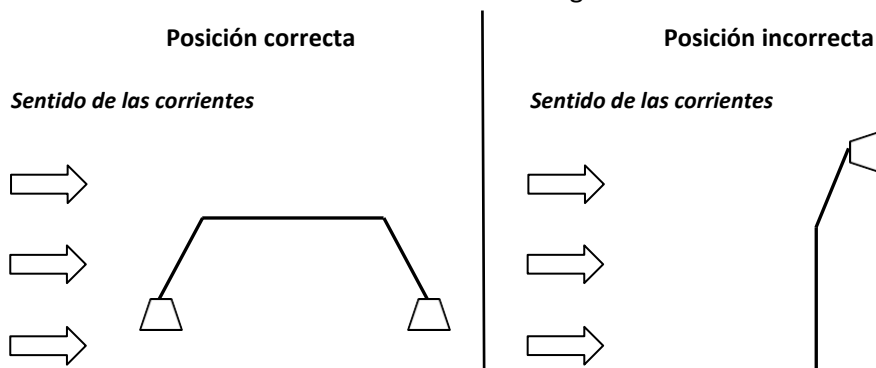 Posición correcta
Posición incorrecta
Sentido de las corrientes
Sentido de las corrientes